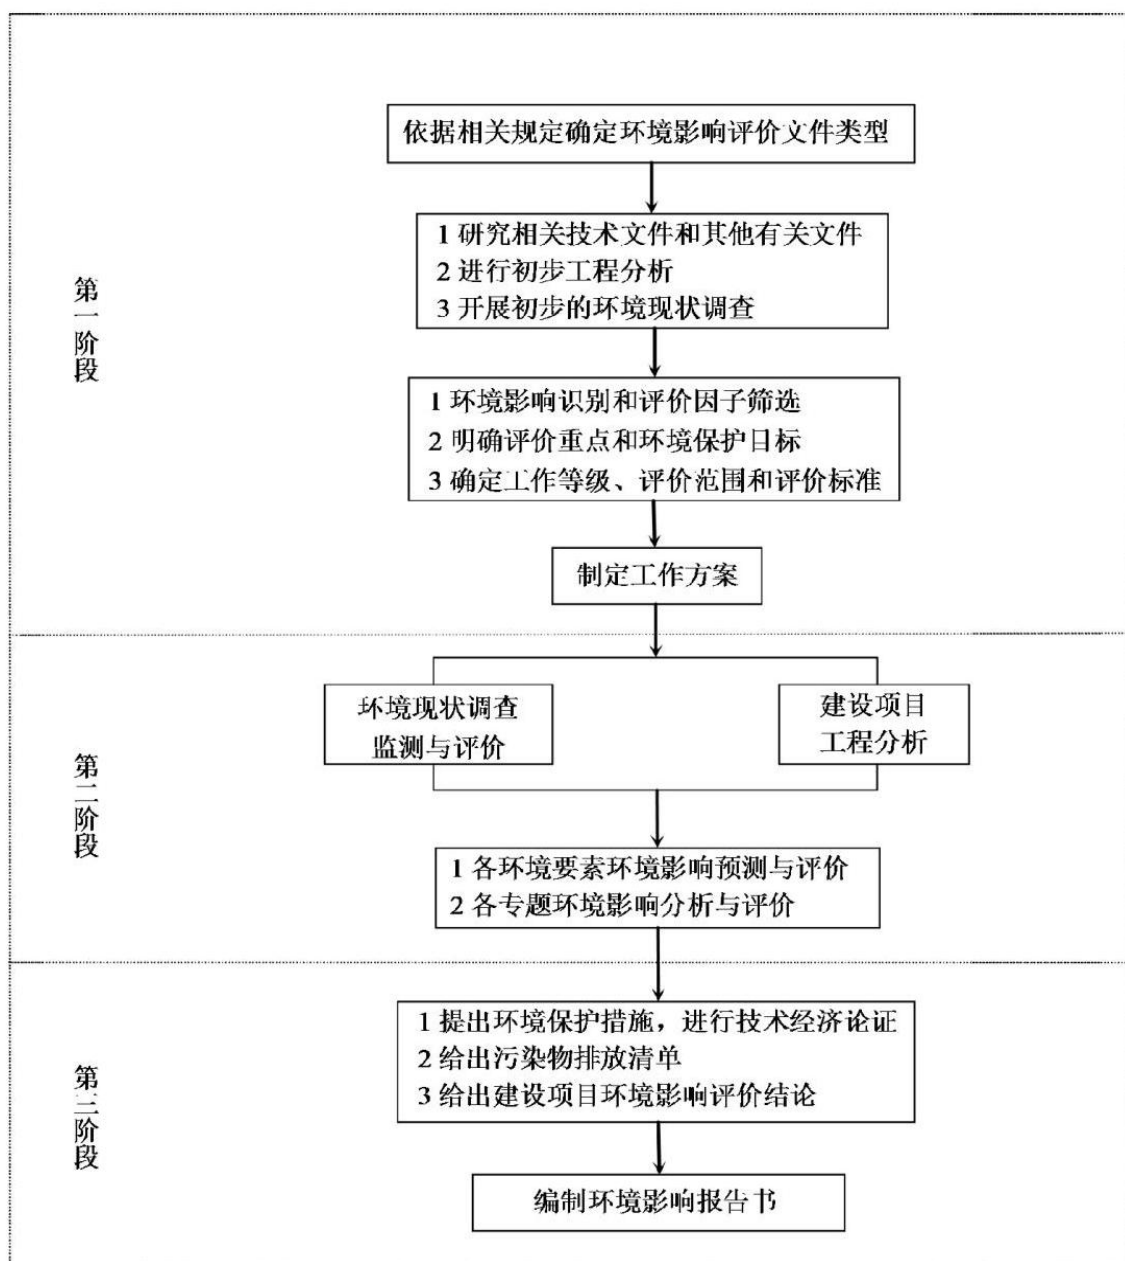 依据相关规定确定环境影响评价文件类型
1 研究相关技术文件和其他有关文件
2 进行初步工程分析
3 开展初步的环境现状调查
第一阶段
1 环境影响识别和评价因子筛选
2 明确评价重点和环境保护目标
3 确定工作等级、评价范围和评价标准
制定工作方案
环境现状调查
监测与评价
建设项目
工程分析
第二阶段
1 各环境要素环境影响预测与评价
2 各专题环境影响分析与评价
1 提出环境保护措施，进行技术经济论证
2 给出污染物排放清单
3 给出建设项目环境影响评价结论
第三阶段
编制环境影响报告书